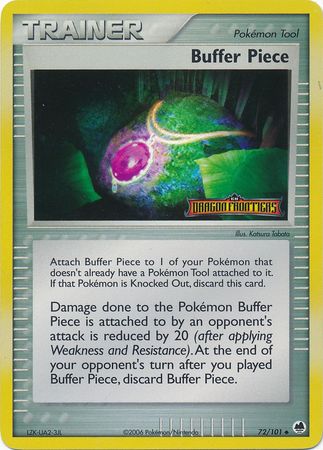 TRAINER
Pokémon Tool
Buffer Piece
EX
DRAGON FRONTIERS
Illus. Katsura Tabata
Attach Buffer Piece to 1 of your Pokémon that
doesn't already have a Pokémon Tool attached to it.
If that Pokémon is Knocked Out, discard this card.
Damage done to the Pokémon Buffer
Piece is attached to by an opponent's
attack is reduced by 20 (after applying
Weakness and Resistance). At the end of
your opponent's turn after you played
Buffer Piece, discard Buffer Piece.
LZK-UA2-3JL
©2006 Pokémon/Nintendo
72/101 ◆